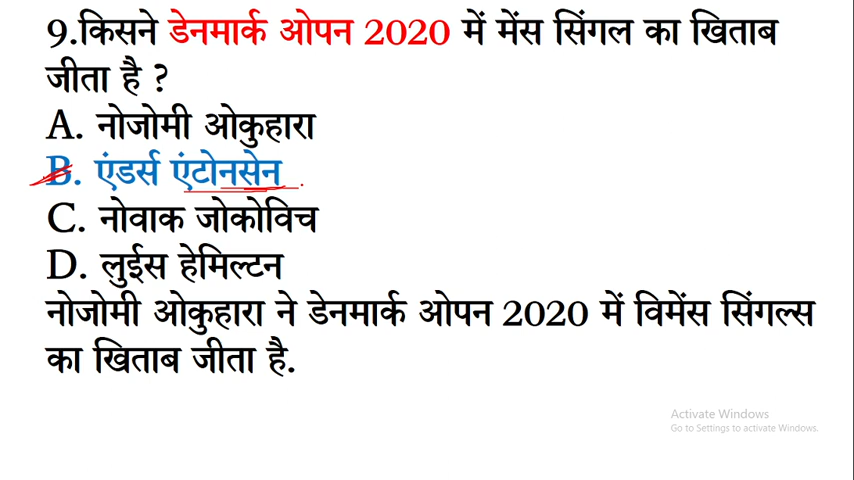 9.किसने डेनमार्क ओपन 2020 में मेंस सिंगल का खिताब
जीता है ?
A. नोजोमी ओकुहारा
B. एंडर्स एंटोनसेन
C. नोवाक जोकोविच
D. लुईस हेमिल्टन
नोजोमी ओकुहारा ने डेनमार्क ओपन 2020 में विमेंस सिंगल्स
का खिताब जीता है.
Activate Windows
Go to Settings to activate Windows.